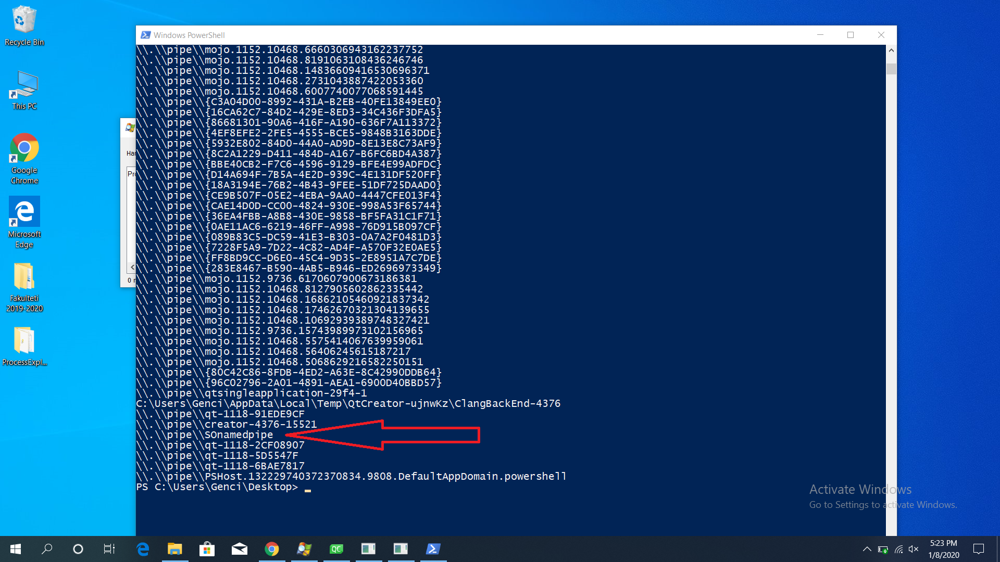 Recycle Bin
This PC
Google
Chrome
Microsoft
Edge
Fakulteti
2019-2020
ProcessExpl...
Har
Pro
0 r
Windows PowerShell
\\.\\pipe\\mojo.1152.10468.6660306943162237752
\\.\\pipe\\mojo.1152.10468.8191063108436246746
\\.\\pipe\\mojo.1152.10468.14836609416530696371
\\.\\pipe\\mojo.1152.10468.2731043887422053360
\\.\\pipe\\mojo.1152.10468.6007740077068591445
\\.\\pipe\\{C3A04D00-8992-431A-B2EB-40FE13849EE0}
\\.\\pipe\\{16CA62C7-84D2-429E-8ED3-34C436F3DFA5}
\\.\\pipe\\{86681301-90A6-416F-A190-636F7A113372}
\\.\\pipe\\{4EF8EFE2-2FE5-4555-BCE5-9848B3163DDE}
\\.\\pipe\\{5932E802-84D0-44A0-AD9D-8E13E8C73AF9}
\\.\\pipe\\{8C2A1229-D411-484D-A167-B6FC6BD4A387}
\\.\\pipe\\{BBE40CB2-F7C6-4596-9129-BFE4E99ADFDC}
\\.\\pipe\\{D14A694F-7B5A-4E2D-939C-4E131DF520FF}
\\.\\pipe\\{18A3194E-76B2-4B43-9FEE-51DF725DAAD0}
\\.\\pipe\\{CE9B507F-05E2-4EBA-9AA0-4447CFE013F4}
\\.\\pipe\\{CAE14D0D-CC00-4824-930E-998A53F65744}
\\.\\pipe\\{36EA4FBB-A8B8-430E-9858-BF5FA31C1F71}
\\.\\pipe\\{0AE11AC6-6219-46FF-A998-76D915B097CF}
\\.\\pipe\\{089B83C5-DC59-41E3-B303-0A7A2F0481D3}
\\.\\pipe\\{7228F5A9-7D22-4C82-AD4F-A570F32E0AE5}
\\.\\pipe\\{FF8BD9CC-D6E0-45C4-9D35-2E8951A7C7DE}
\\.\\pipe\\{283E8467-B590-4AB5-B946-ED2696973349}
\\.\\pipe\\mojo.1152.9736.6170607900673186381
\\.\\pipe\\mojo.1152.10468.8127905602862335442
\\.\\pipe\\mojo.1152.10468.16862105460921837342
\\.\\pipe\\mojo.1152.10468.17462670321304139655
\\.\\pipe\\mojo.1152.10468.10692939389748327421
\\.\\pipe\\mojo.1152.9736.15743989973102156965
\\.\\pipe\\mojo.1152.10468.5575414067639959061
\\.\\pipe\\mojo.1152.10468.56406245615187217
\\.\\pipe\\mojo.1152.10468.5068629216582250151
\\.\\pipe\\{80C42C86-8FDB-4ED2-A63E-8C42990DDB64}
\\.\\pipe\\{96C02796-2A01-4891-AEA1-6900D40BBD57}
\\.\\pipe\\qtsingleapplication-29f4-1
C:\Users\Genci\AppData\Local\Temp\QtCreator-ujnwKz\ClangBackEnd-4376
\\.\\pipe\\qt-1118-91EDE9CF
\\.\\pipe\\creator-4376-15521
\\.\\pipe\\SOnamedpipe
\\.\\pipe\\qt-1118-2CF08907
\\.\\pipe\\qt-1118-5D5547F
\\.\\pipe\\qt-1118-6BAE7817
\\.\\pipe\\PSHost.132229740372370834.9808.DefaultAppDomain.powershell
PS C:\Users\Genci\Desktop> _
Activate Windows
Go to Settings to activate Windows.
QC
5:23 PM
1/8/2020